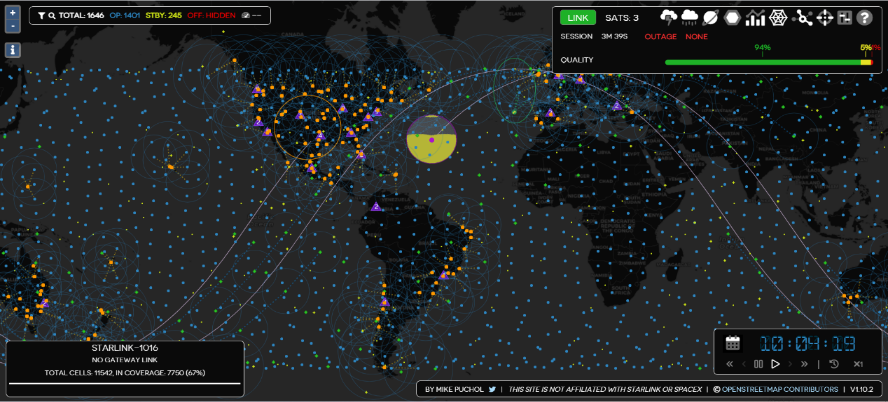 +
-
i
TOTAL: 1646 OP: 1401 STBY: 245 OFF: HIDDEN --
LINK SATS: 3 ?
SESSION 3M 39S OUTAGE NONE
94% 5%
QUALITY
STARLINK-1016
NO GATEWAY LINK
TOTAL CELLS: 11542, IN COVERAGE: 7750 (67%)
10:04:19
×1
BY MIKE PUCHOL | THIS SITE IS NOT AFFILIATED WITH STARLINK OR SPACEX | © OPENSTREETMAP CONTRIBUTORS | V1.10.2